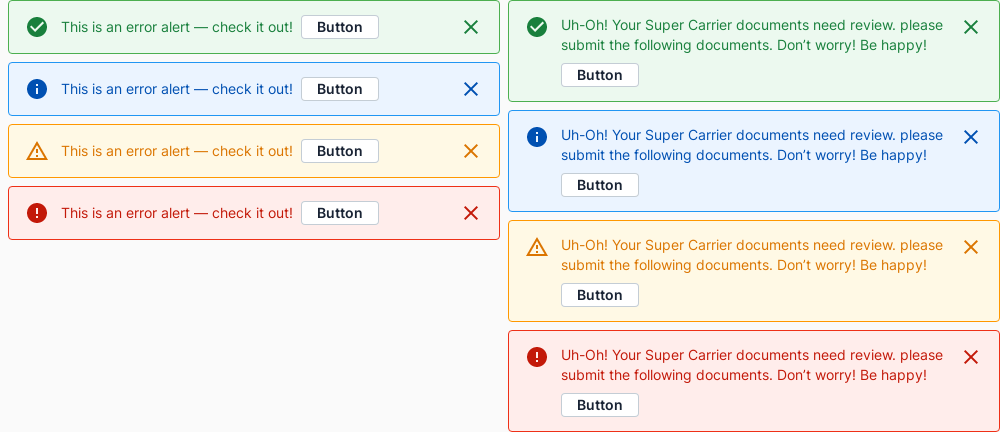 This is an error alert — check it out! Button
This is an error alert — check it out! Button
This is an error alert — check it out! Button
This is an error alert — check it out! Button
Uh-Oh! Your Super Carrier documents need review. please
submit the following documents. Don’t worry! Be happy!
Button
Uh-Oh! Your Super Carrier documents need review. please
submit the following documents. Don’t worry! Be happy!
Button
Uh-Oh! Your Super Carrier documents need review. please
submit the following documents. Don’t worry! Be happy!
Button
Uh-Oh! Your Super Carrier documents need review. please
submit the following documents. Don’t worry! Be happy!
Button